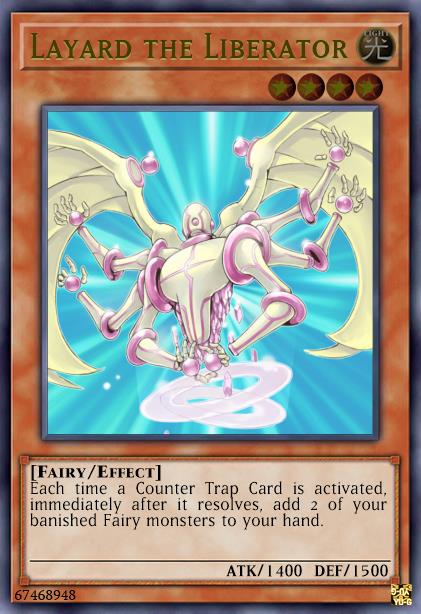 LAYARD THE LIBERATOR
LIGHT
光
[FAIRY/EFFECT]
Each time a Counter Trap Card is activated,
immediately after it resolves, add 2 of your
banished Fairy monsters to your hand.
ATK/1400 DEF/1500
67468948